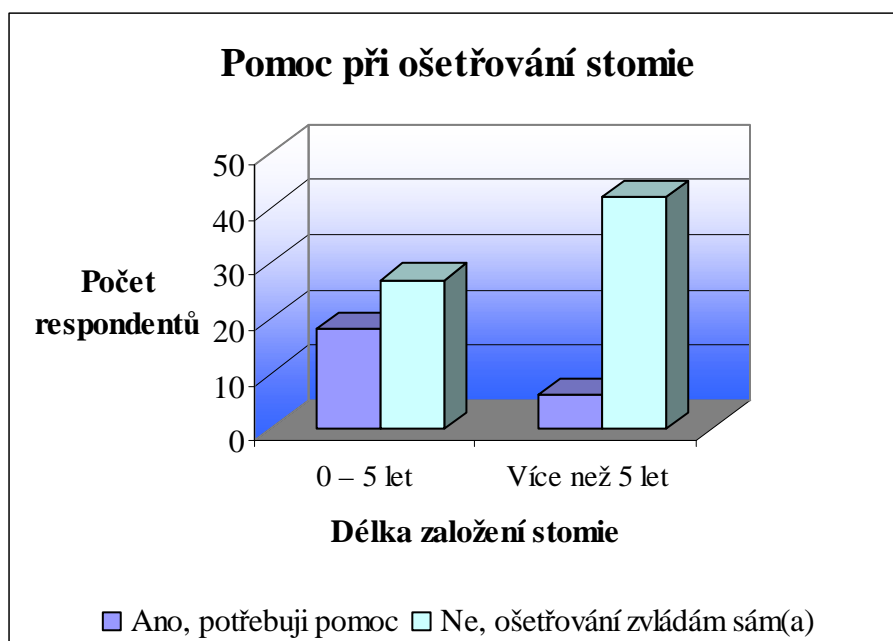 Pomoc při ošetřování stomie
50
40
30
20
10
0
Počet
respondentů
0 – 5 let
Více než 5 let
Délka založení stomie
Ano, potřebuji pomoc
Ne, ošetřování zvládám sám(a)